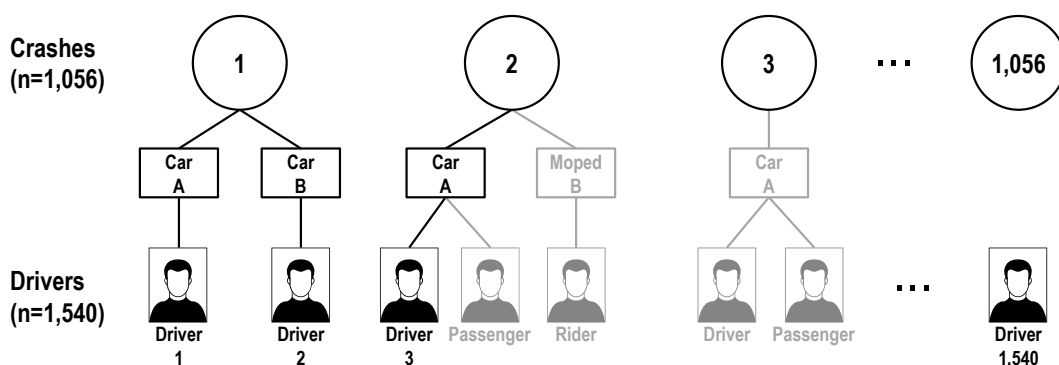 Crashes
(n=1,056)
1
2
3
...
1,056
Car
A
Car
B
Car
A
Moped
B
Car
A
Drivers
(n=1,540)
...
Driver
1
Driver
2
Driver
3
Passenger
Rider
Driver
Passenger
Driver
1,540